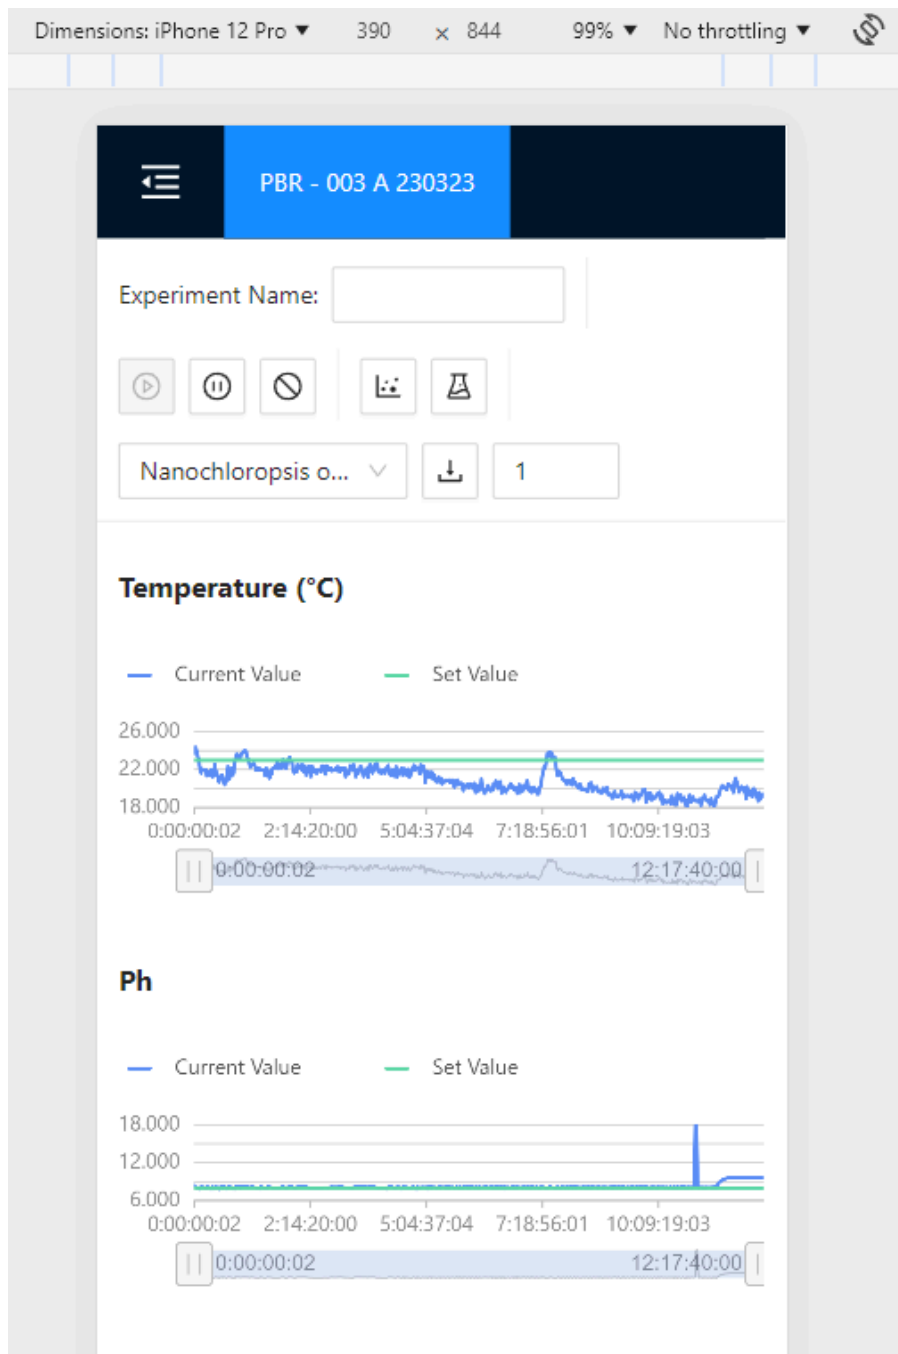 Dimensions: iPhone 12 Pro ▼ 390 × 844 99% ▼ No throttling ▼
PBR - 003 A 230323
Experiment Name:
Nanochloropsis o... 1
Temperature (°C)
Current Value Set Value
26.000
22.000
18.000
0:00:00:02 2:14:20:00 5:04:37:04 7:18:56:01 10:09:19:03
0:00:00:02 12:17:40:00
Ph
Current Value Set Value
18.000
12.000
6.000
0:00:00:02 2:14:20:00 5:04:37:04 7:18:56:01 10:09:19:03
0:00:00:02 12:17:40:00